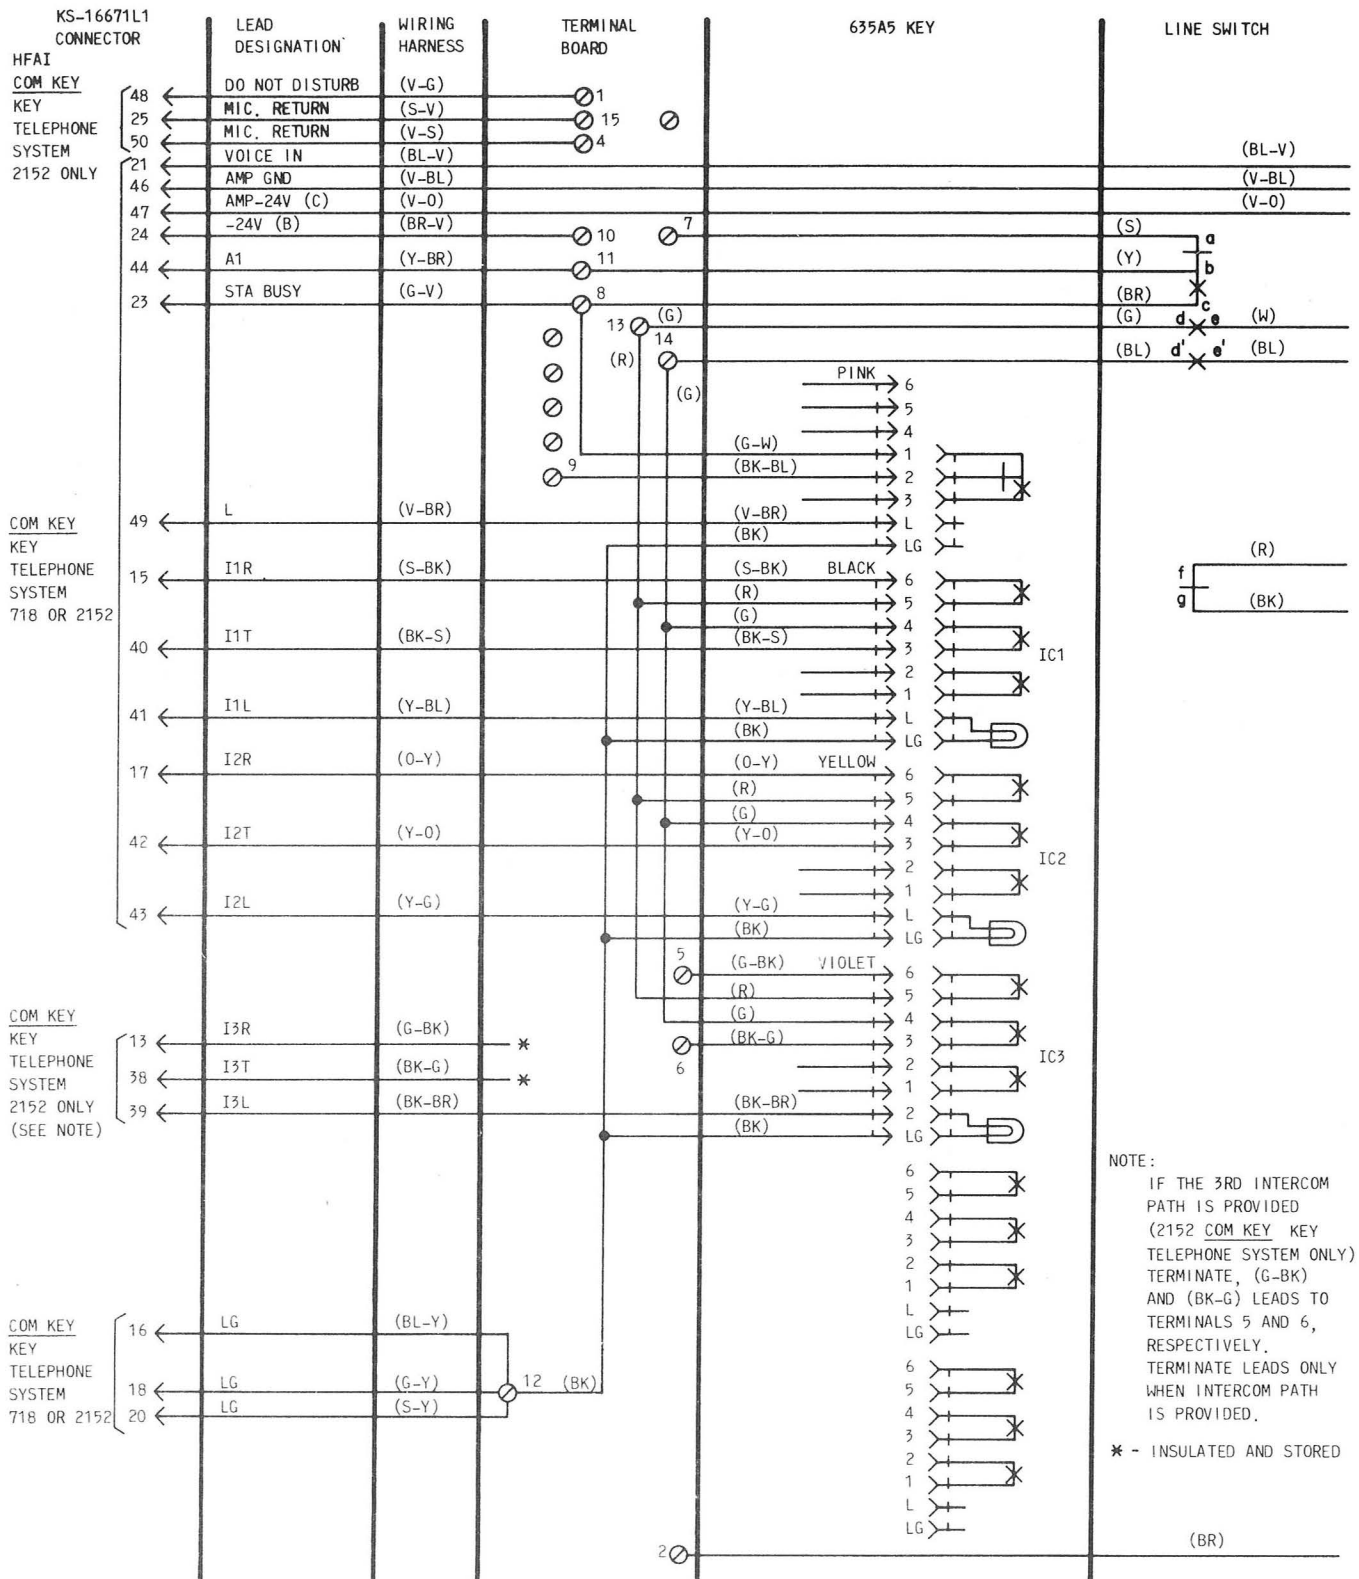 KS-16671L1
CONNECTOR
LEAD
DESIGNATION
WIRING
HARNESS
TERMINAL
BOARD
635A5 KEY
LINE SWITCH
HFAI
COM KEY
KEY
TELEPHONE
SYSTEM
2152 ONLY
48 DO NOT DISTURB (V-G) 1
25 MIC. RETURN (S-V) 15
50 MIC. RETURN (V-S) 4
21 VOICE IN (BL-V) (BL-V)
46 AMP GND (V-BL) (V-BL)
47 AMP-24V (C) (V-O) (V-O)
24 -24V (B) (BR-V) 10 7 (S) a
44 A1 (Y-BR) 11 (Y) b
23 STA BUSY (G-V) 8 (BR) c
13 (G) (G) d e (W)
(R) 14 (BL) d' e' (BL)
(G)
PINK 6
5
4
(G-W) 1
9 (BK-BL) 2
3
COM KEY
KEY
TELEPHONE
SYSTEM
718 OR 2152
49 L (V-BR) (V-BR) L
(BK) LG
(R)
f
g
(BK)
15 I1R (S-BK) (S-BK) BLACK 6
(R) 5
(G) 4
40 I1T (BK-S) (BK-S) 3
IC1
2
1
41 I1L (Y-BL) (Y-BL) L
(BK) LG
17 I2R (O-Y) (O-Y) YELLOW 6
(R) 5
(G) 4
42 I2T (Y-O) (Y-O) 3
IC2
2
1
43 I2L (Y-G) (Y-G) L
(BK) LG
5 (G-BK) VIOLET 6
(R) 5
(G) 4
COM KEY
KEY
TELEPHONE
SYSTEM
2152 ONLY
(SEE NOTE)
13 I3R (G-BK) * 6 (BK-G) 3
IC3
38 I3T (BK-G) * 2
1
39 I3L (BK-BR) (BK-BR) 2
(BK) LG
6
5
4
3
2
1
L
LG
COM KEY
KEY
TELEPHONE
SYSTEM
718 OR 2152
16 LG (BL-Y)
18 LG (G-Y) 12 (BK)
20 LG (S-Y)
6
5
4
3
2
1
L
LG
NOTE:
IF THE 3RD INTERCOM
PATH IS PROVIDED
(2152 COM KEY KEY
TELEPHONE SYSTEM ONLY)
TERMINATE, (G-BK)
AND (BK-G) LEADS TO
TERMINALS 5 AND 6,
RESPECTIVELY.
TERMINATE LEADS ONLY
WHEN INTERCOM PATH
IS PROVIDED.
* - INSULATED AND STORED
2 (BR)